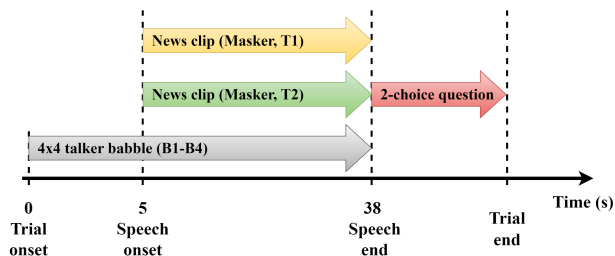 News clip (Masker, T1)
News clip (Masker, T2)
2-choice question
4x4 talker babble (B1-B4)
Time (s)
0
Trial
onset
5
Speech
onset
38
Speech
end
Trial
end